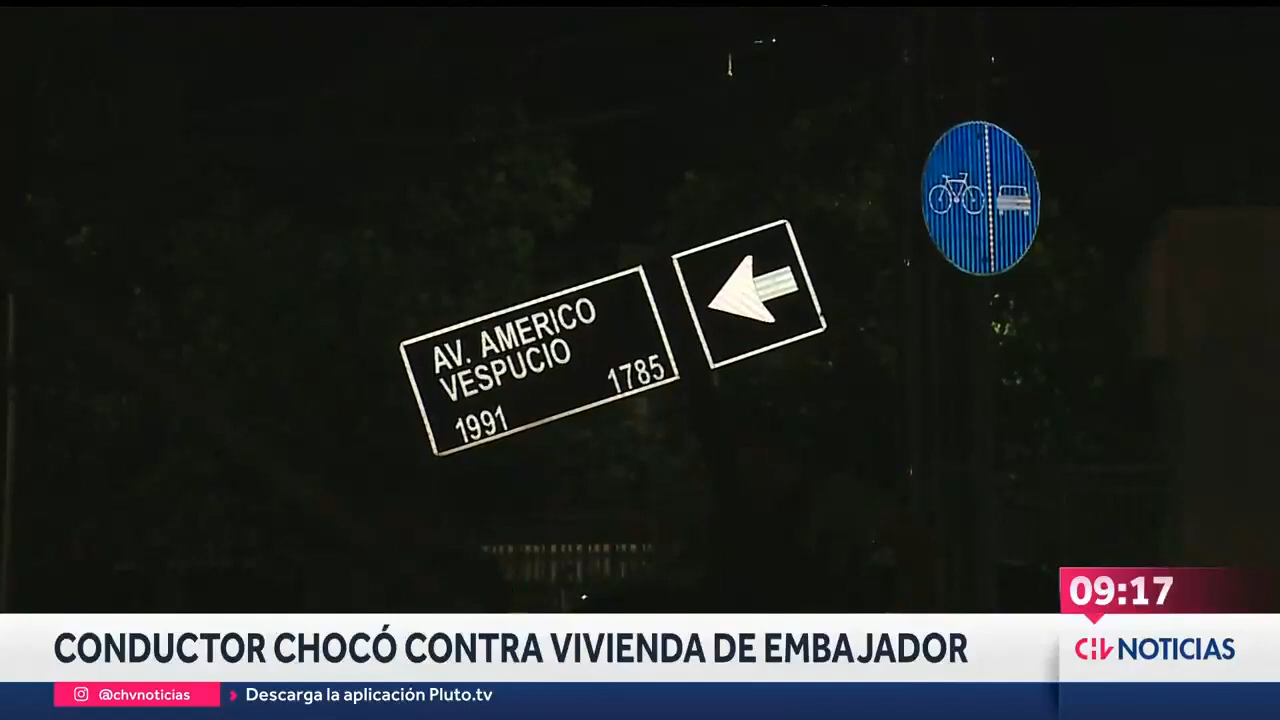 AV. AMERICO
VESPUCIO
1991 1785
09:17
CONDUCTOR CHOCÓ CONTRA VIVIENDA DE EMBAJADOR
CHV NOTICIAS
@chvnoticias
Descarga la aplicación Pluto.tv